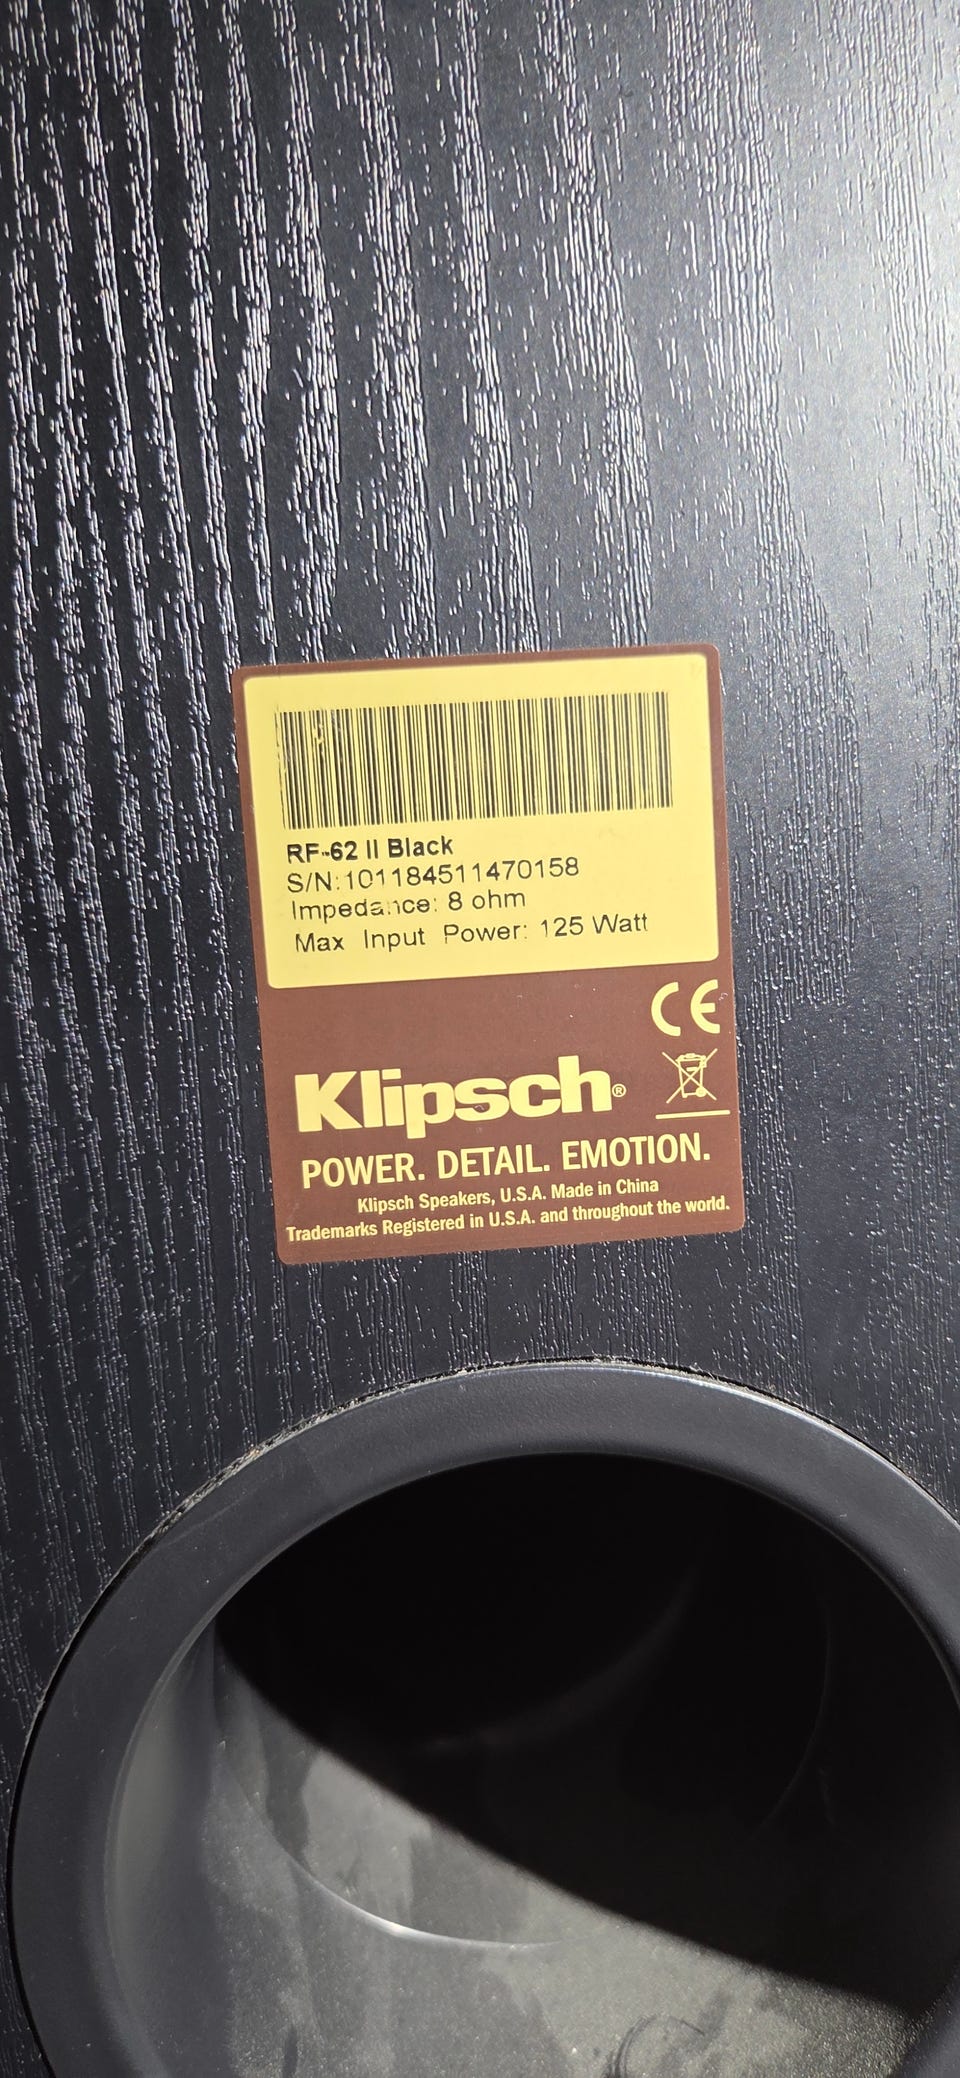 RF-62 II Black
S/N:101184511470158
Impedance: 8 ohm
Max Input Power: 125 Watt
CE
Klipsch®
POWER. DETAIL. EMOTION.
Klipsch Speakers, U.S.A. Made in China
Trademarks Registered in U.S.A. and throughout the world.